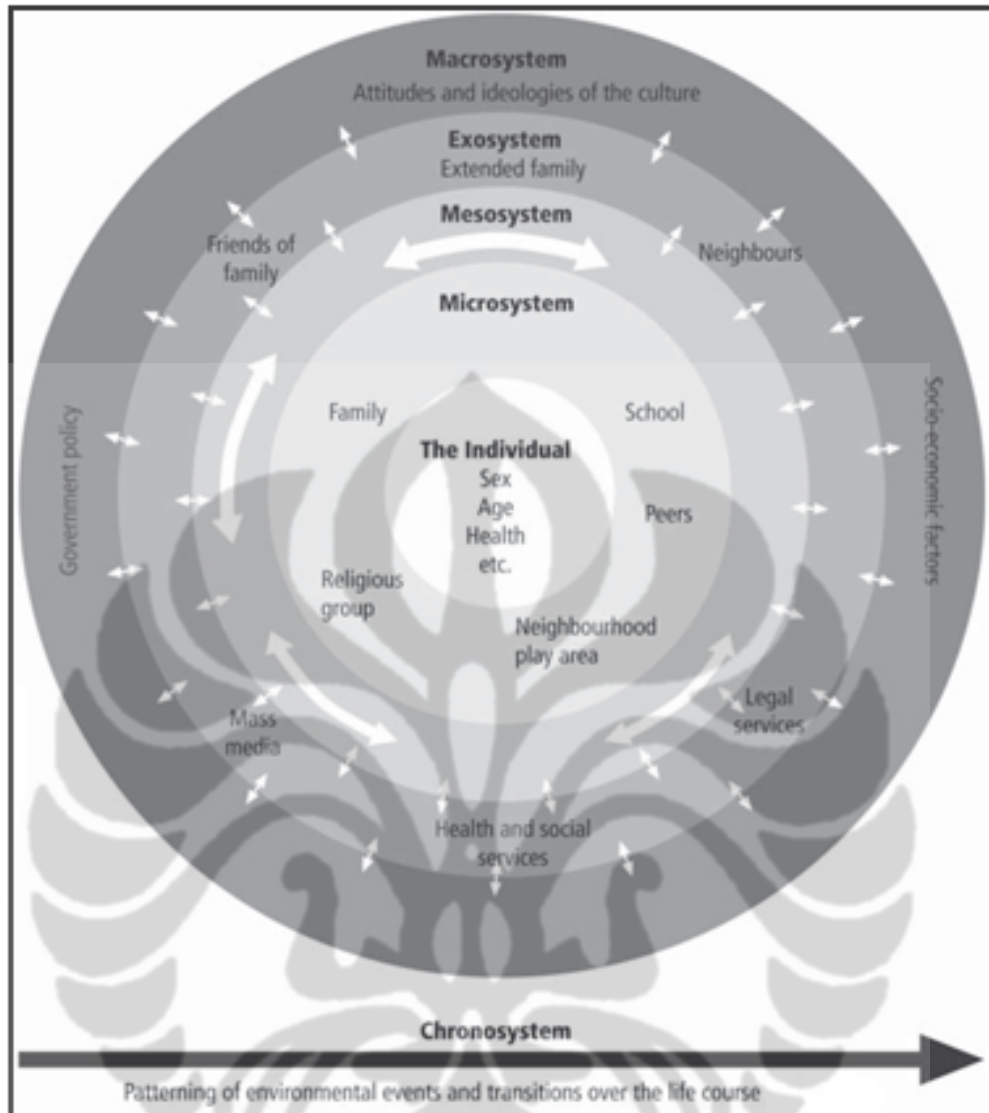 Macrosystem
Attitudes and ideologies of the culture
Exosystem
Extended family
Mesosystem
Friends of
family
Neighbours
Microsystem
Family
School
Government policy
Socio-economic factors
The Individual
Sex
Age
Health
etc.
Peers
Religious
group
Neighbourhood
play area
Mass
media
Legal
services
Health and social
services
Chronosystem
Patterning of environmental events and transitions over the life course